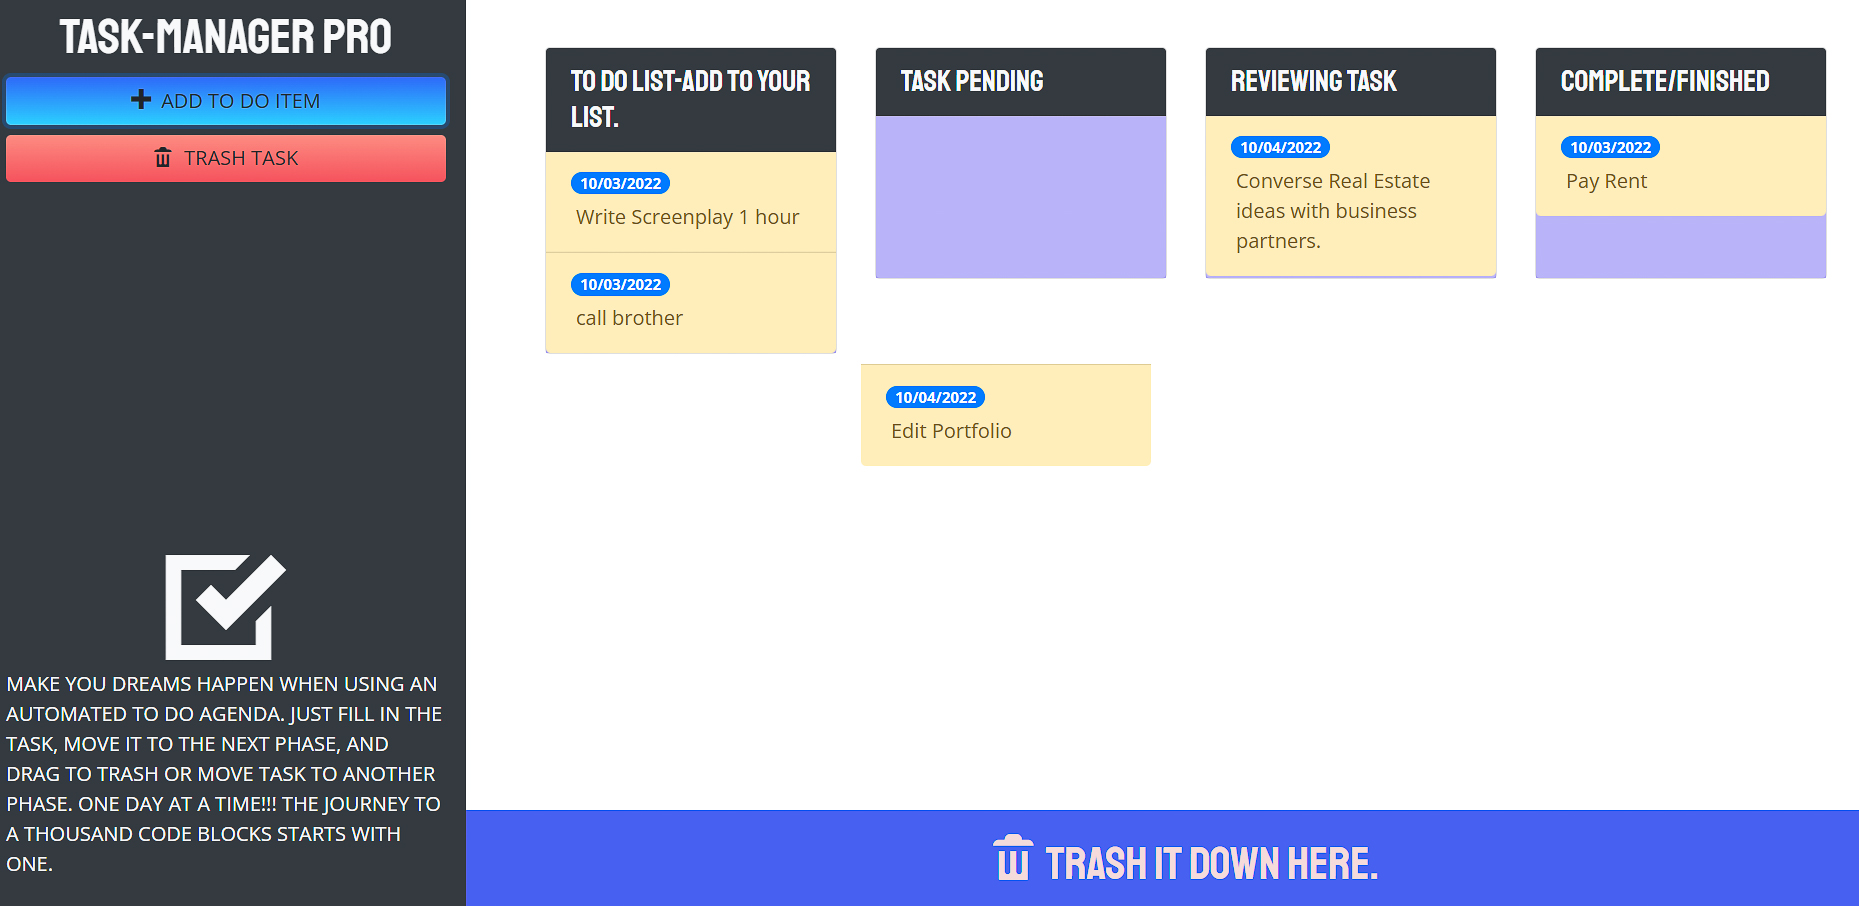 TASK-MANAGER PRO
ADD TO DO ITEM
TRASH TASK
MAKE YOU DREAMS HAPPEN WHEN USING AN
AUTOMATED TO DO AGENDA. JUST FILL IN THE
TASK, MOVE IT TO THE NEXT PHASE, AND
DRAG TO TRASH OR MOVE TASK TO ANOTHER
PHASE. ONE DAY AT A TIME!!! THE JOURNEY TO
A THOUSAND CODE BLOCKS STARTS WITH
ONE.
TO DO LIST-ADD TO YOUR
LIST.
10/03/2022
Write Screenplay 1 hour
10/03/2022
call brother
TASK PENDING
REVIEWING TASK
10/04/2022
Converse Real Estate
ideas with business
partners.
COMPLETE/FINISHED
10/03/2022
Pay Rent
10/04/2022
Edit Portfolio
TRASH IT DOWN HERE.